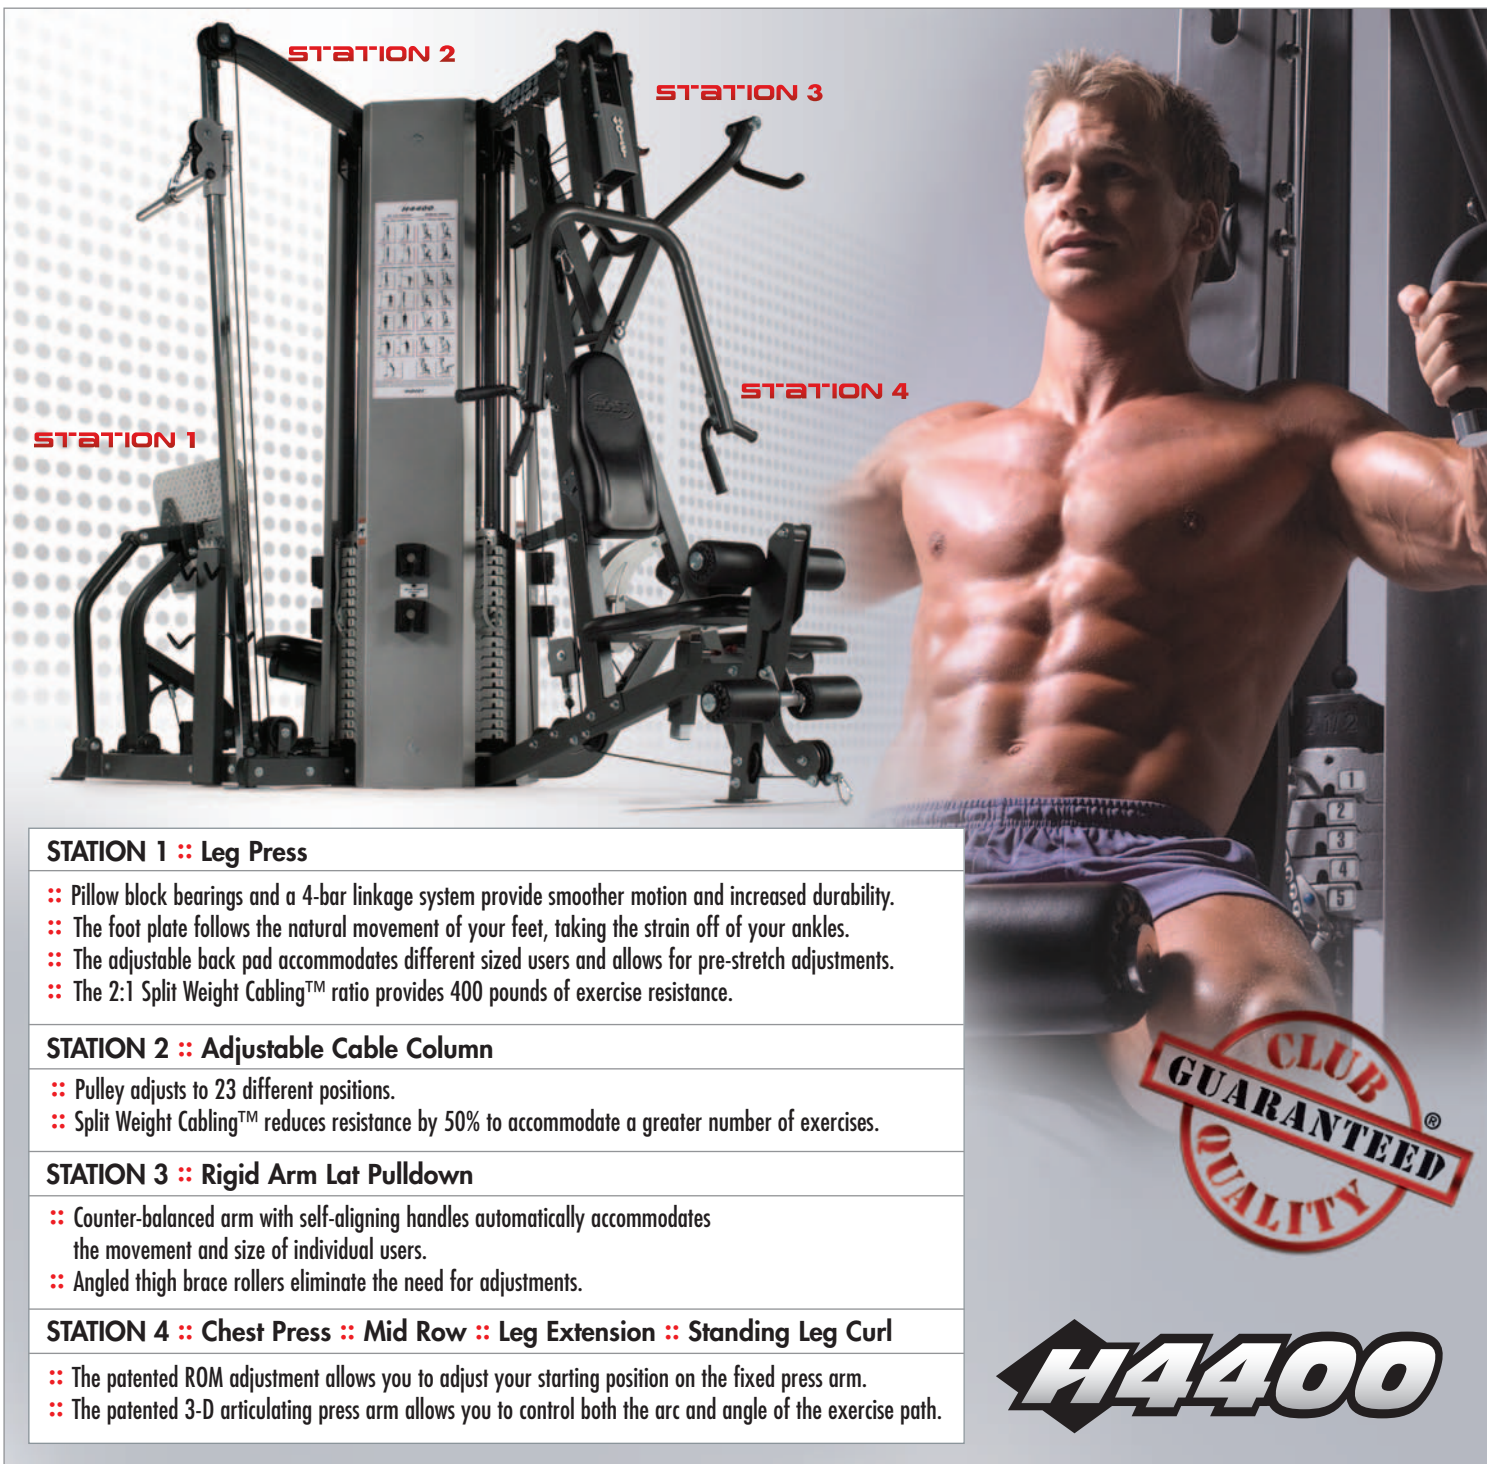 STATION 2
STATION 3
STATION 4
STATION 1
H4400
HOIST
2 1/2
1
2
3
4
5
STATION 1 :: Leg Press
:: Pillow block bearings and a 4-bar linkage system provide smoother motion and increased durability.
:: The foot plate follows the natural movement of your feet, taking the strain off of your ankles.
:: The adjustable back pad accommodates different sized users and allows for pre-stretch adjustments.
:: The 2:1 Split Weight Cabling™ ratio provides 400 pounds of exercise resistance.
STATION 2 :: Adjustable Cable Column
:: Pulley adjusts to 23 different positions.
:: Split Weight Cabling™ reduces resistance by 50% to accommodate a greater number of exercises.
STATION 3 :: Rigid Arm Lat Pulldown
:: Counter-balanced arm with self-aligning handles automatically accommodates
the movement and size of individual users.
:: Angled thigh brace rollers eliminate the need for adjustments.
STATION 4 :: Chest Press :: Mid Row :: Leg Extension :: Standing Leg Curl
:: The patented ROM adjustment allows you to adjust your starting position on the fixed press arm.
:: The patented 3-D articulating press arm allows you to control both the arc and angle of the exercise path.
CLUB
GUARANTEED®
QUALITY
H4400